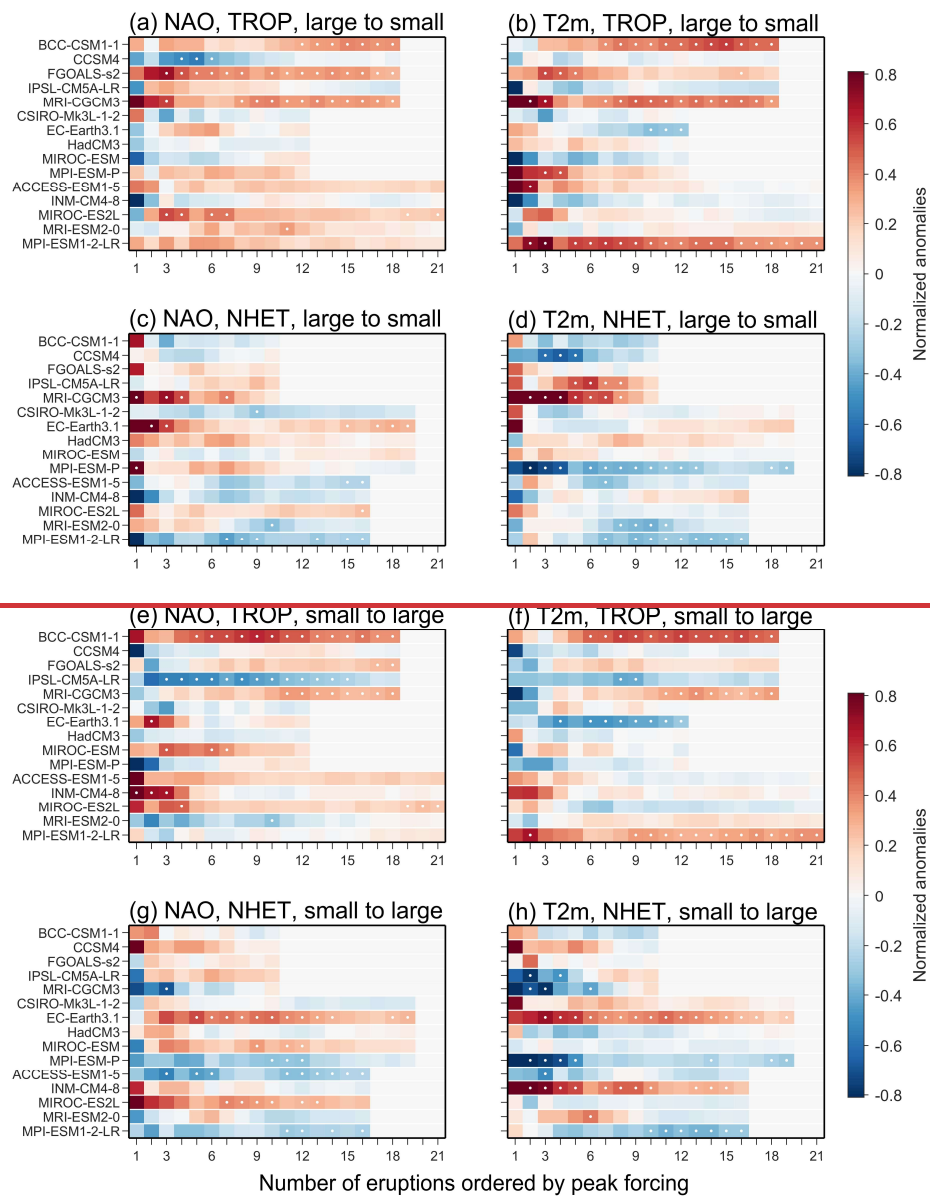 (a) NAO, TROP, large to small
(b) T2m, TROP, large to small
BCC-CSM1-1
CCSM4
FGOALS-s2
IPSL-CM5A-LR
MRI-CGCM3
CSIRO-Mk3L-1-2
EC-Earth3.1
HadCM3
MIROC-ESM
MPI-ESM-P
ACCESS-ESM1-5
INM-CM4-8
MIROC-ES2L
MRI-ESM2-0
MPI-ESM1-2-LR
1 3 6 9 12 15 18 21
1 3 6 9 12 15 18 21
(c) NAO, NHET, large to small
(d) T2m, NHET, large to small
BCC-CSM1-1
CCSM4
FGOALS-s2
IPSL-CM5A-LR
MRI-CGCM3
CSIRO-Mk3L-1-2
EC-Earth3.1
HadCM3
MIROC-ESM
MPI-ESM-P
ACCESS-ESM1-5
INM-CM4-8
MIROC-ES2L
MRI-ESM2-0
MPI-ESM1-2-LR
1 3 6 9 12 15 18 21
1 3 6 9 12 15 18 21
0.8
0.6
0.4
0.2
0
-0.2
-0.4
-0.6
-0.8
Normalized anomalies
(e) NAO, TROP, small to large
(f) T2m, TROP, small to large
BCC-CSM1-1
CCSM4
FGOALS-s2
IPSL-CM5A-LR
MRI-CGCM3
CSIRO-Mk3L-1-2
EC-Earth3.1
HadCM3
MIROC-ESM
MPI-ESM-P
ACCESS-ESM1-5
INM-CM4-8
MIROC-ES2L
MRI-ESM2-0
MPI-ESM1-2-LR
1 3 6 9 12 15 18 21
1 3 6 9 12 15 18 21
(g) NAO, NHET, small to large
(h) T2m, NHET, small to large
BCC-CSM1-1
CCSM4
FGOALS-s2
IPSL-CM5A-LR
MRI-CGCM3
CSIRO-Mk3L-1-2
EC-Earth3.1
HadCM3
MIROC-ESM
MPI-ESM-P
ACCESS-ESM1-5
INM-CM4-8
MIROC-ES2L
MRI-ESM2-0
MPI-ESM1-2-LR
1 3 6 9 12 15 18 21
1 3 6 9 12 15 18 21
0.8
0.6
0.4
0.2
0
-0.2
-0.4
-0.6
-0.8
Normalized anomalies
Number of eruptions ordered by peak forcing